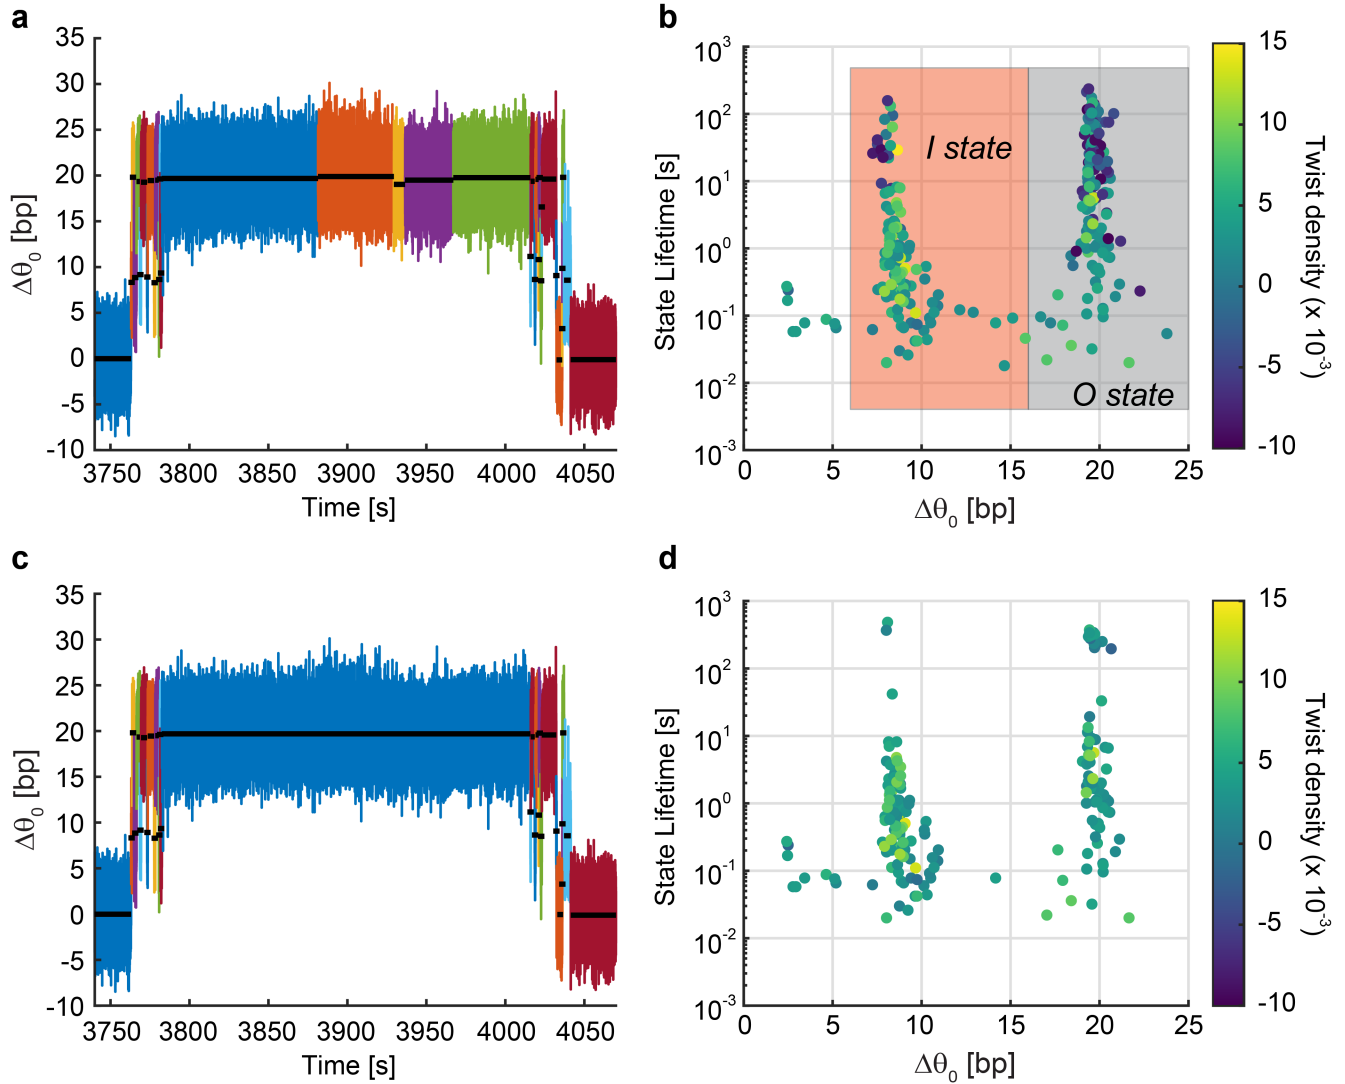 a
35
30
25
20
15
10
5
0
-5
-10
Δθ0 [bp]
3750 3800 3850 3900 3950 4000 4050
Time [s]
b
10^3
10^2
10^1
10^0
10^-1
10^-2
10^-3
State Lifetime [s]
I state
O state
0 5 10 15 20 25
Δθ0 [bp]
15
10
5
0
-5
-10
Twist density (x 10^-3)
c
35
30
25
20
15
10
5
0
-5
-10
Δθ0 [bp]
3750 3800 3850 3900 3950 4000 4050
Time [s]
d
10^3
10^2
10^1
10^0
10^-1
10^-2
10^-3
State Lifetime [s]
0 5 10 15 20 25
Δθ0 [bp]
15
10
5
0
-5
-10
Twist density (x 10^-3)